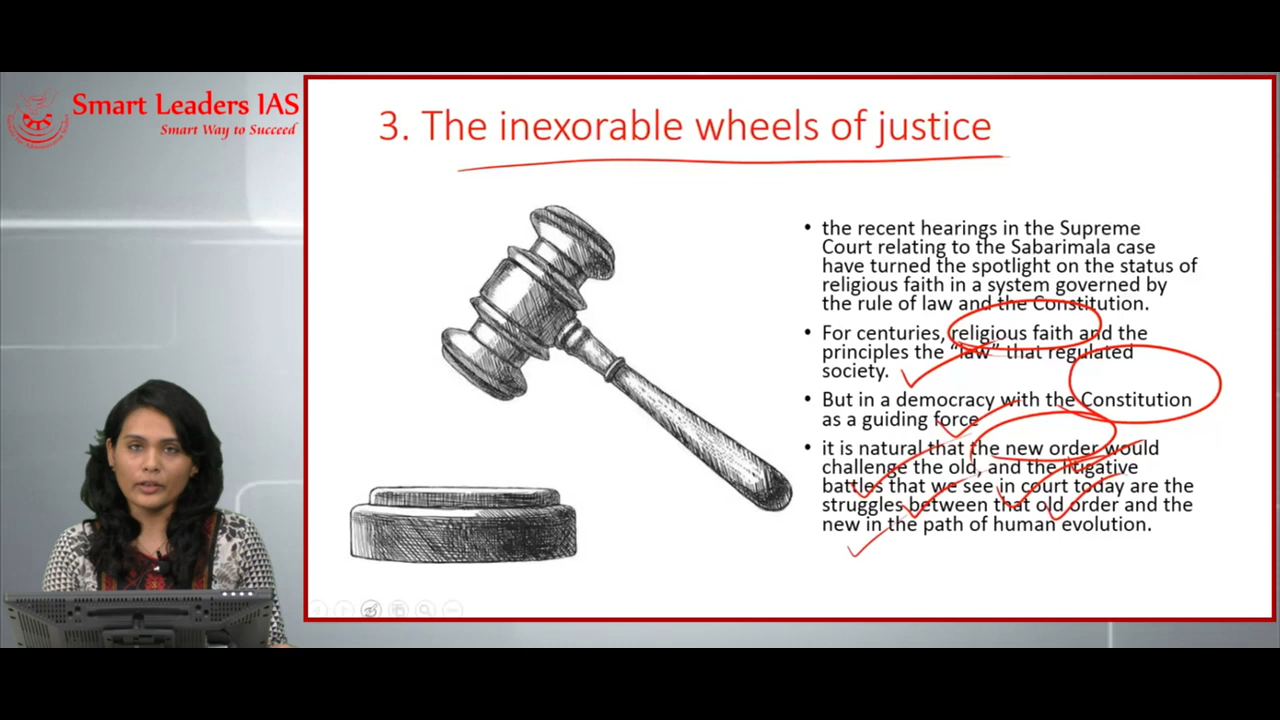 Smart Leaders IAS
Smart Way to Succeed
3. The inexorable wheels of justice
• the recent hearings in the Supreme
Court relating to the Sabarimala case
have turned the spotlight on the status of
religious faith in a system governed by
the rule of law and the Constitution.
• For centuries, religious faith and the
principles the “law” that regulated
society.
• But in a democracy with the Constitution
as a guiding force
• it is natural that the new order would
challenge the old, and the litigative
battles that we see in court today are the
struggles between that old order and the
new in the path of human evolution.